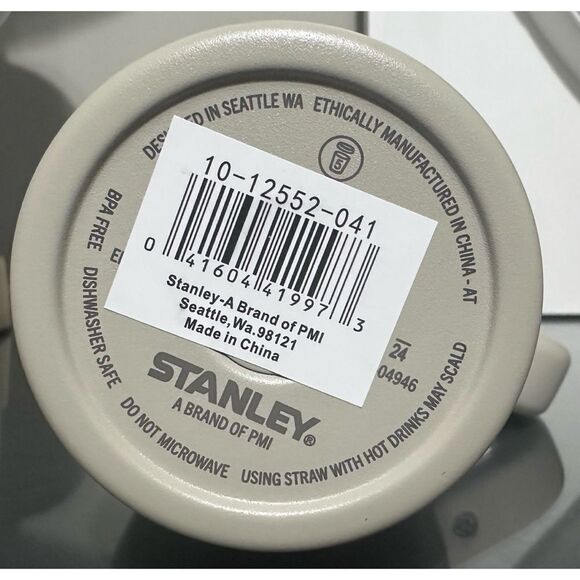 DESIGNED IN SEATTLE WA
ETHICALLY MANUFACTURED IN CHINA - AT
5
10-12552-041
0 41604 41997 3
Stanley-A Brand of PMI
Seattle,Wa.98121
Made in China
BPA FREE
DISHWASHER SAFE
DO NOT MICROWAVE
USING STRAW WITH HOT DRINKS MAY SCALD
24
04946
STANLEY®
A BRAND OF PMI